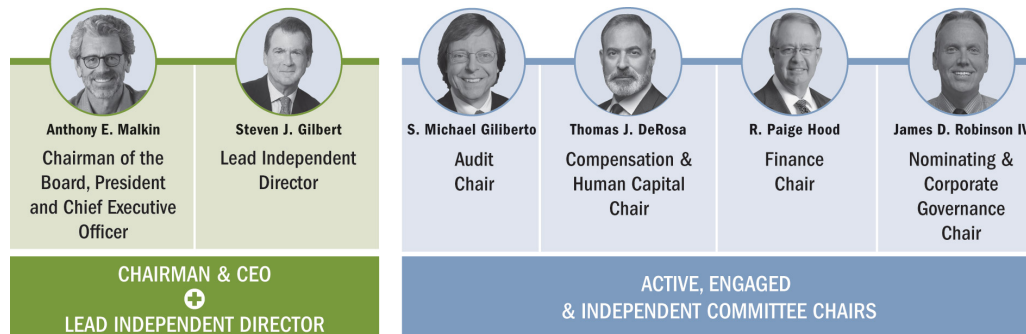 Anthony E. Malkin
Chairman of the
Board, President
and Chief Executive
Officer
Steven J. Gilbert
Lead Independent
Director
S. Michael Giliberto
Audit
Chair
Thomas J. DeRosa
Compensation &
Human Capital
Chair
R. Paige Hood
Finance
Chair
James D. Robinson IV
Nominating &
Corporate
Governance
Chair
CHAIRMAN & CEO
LEAD INDEPENDENT DIRECTOR
ACTIVE, ENGAGED
& INDEPENDENT COMMITTEE CHAIRS